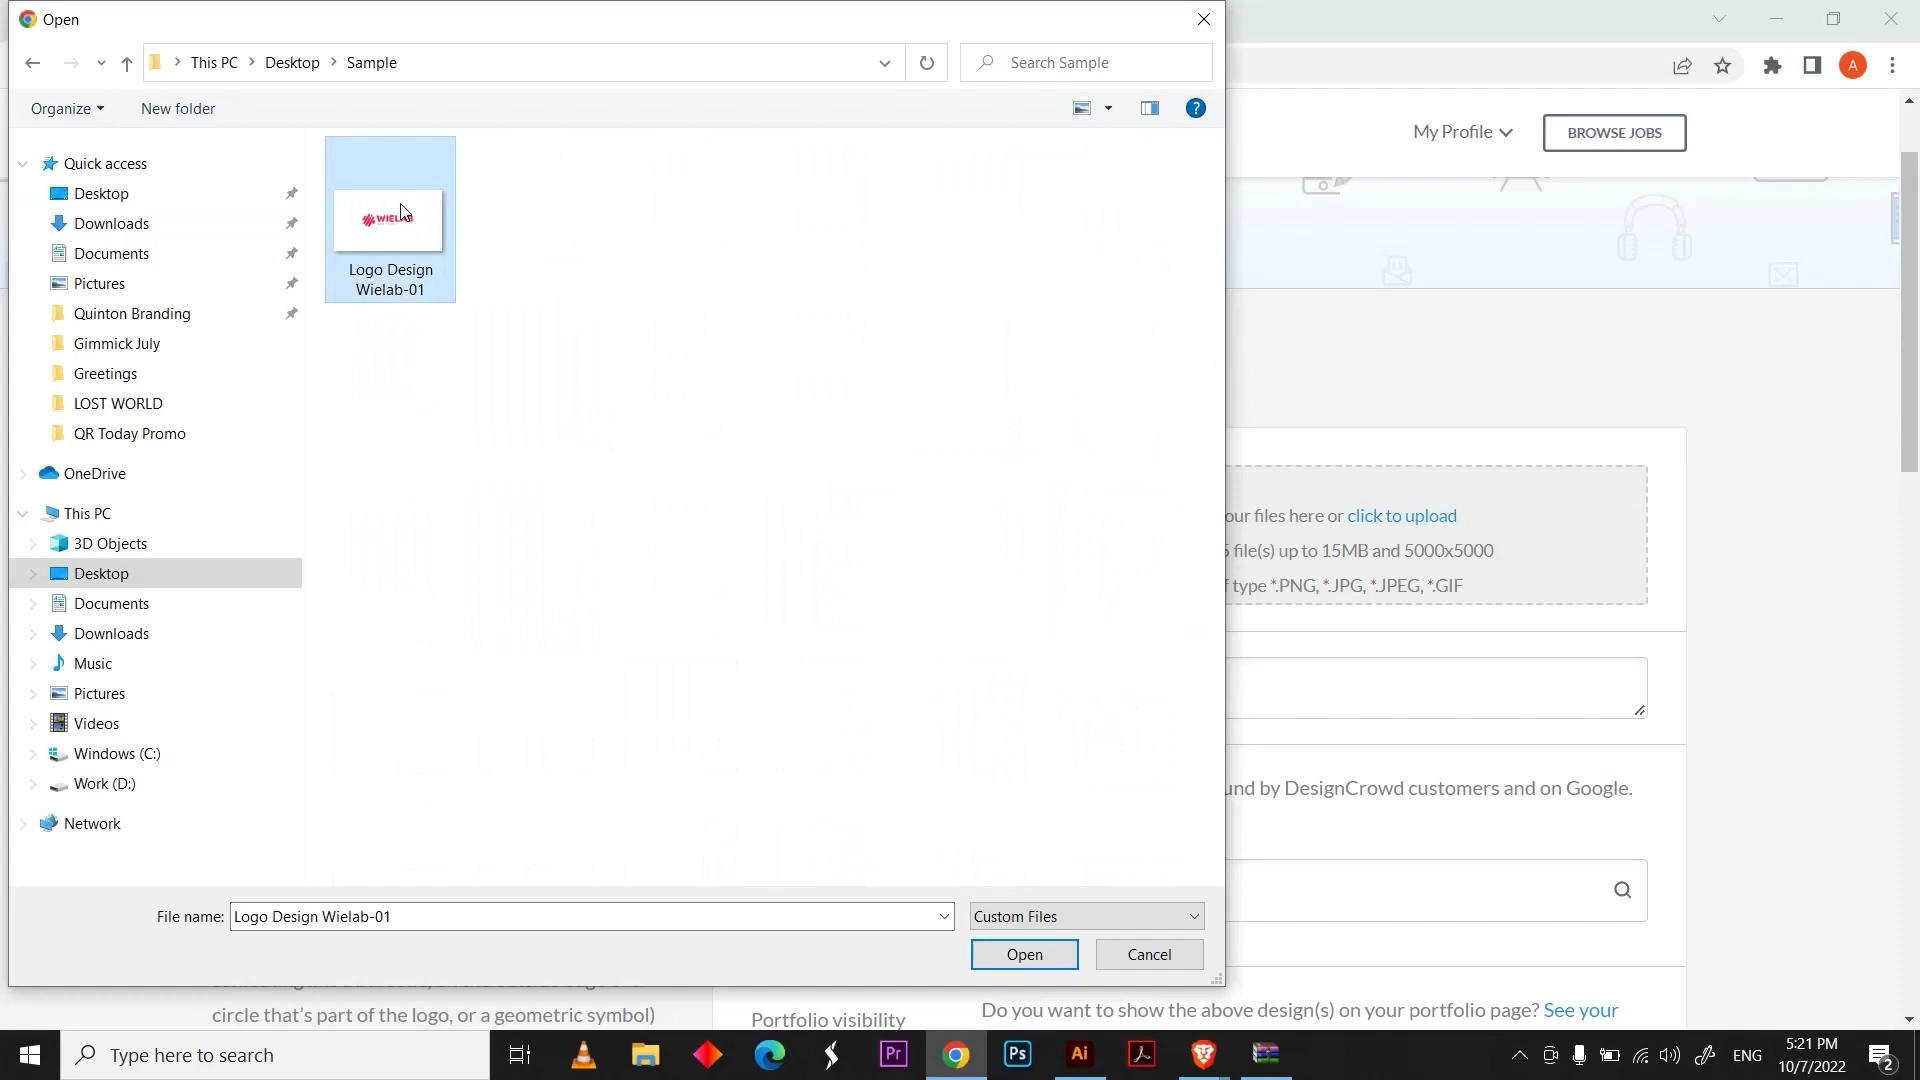 Open
This PC
Desktop
Sample
Search Sample
Organize
New folder
Quick access
Desktop
Downloads
Documents
Pictures
Quinton Branding
Gimmick July
Greetings
LOST WORLD
QR Today Promo
OneDrive
This PC
3D Objects
Desktop
Documents
Downloads
Music
Pictures
Videos
Windows (C:)
Work (D:)
Network
Logo Design
Wielab-01
File name:
Logo Design Wielab-01
Custom Files
Open
Cancel
A
My Profile
BROWSE JOBS
our files here or click to upload
file(s) up to 15MB and 5000x5000
type *.PNG, *.JPG, *.JPEG, *.GIF
und by DesignCrowd customers and on Google.
circle that's part of the logo, or a geometric symbol)
Portfolio visibility
Do you want to show the above design(s) on your portfolio page? See your
Type here to search
Pr
Ps
Ai
ENG
5:21 PM
10/7/2022
2